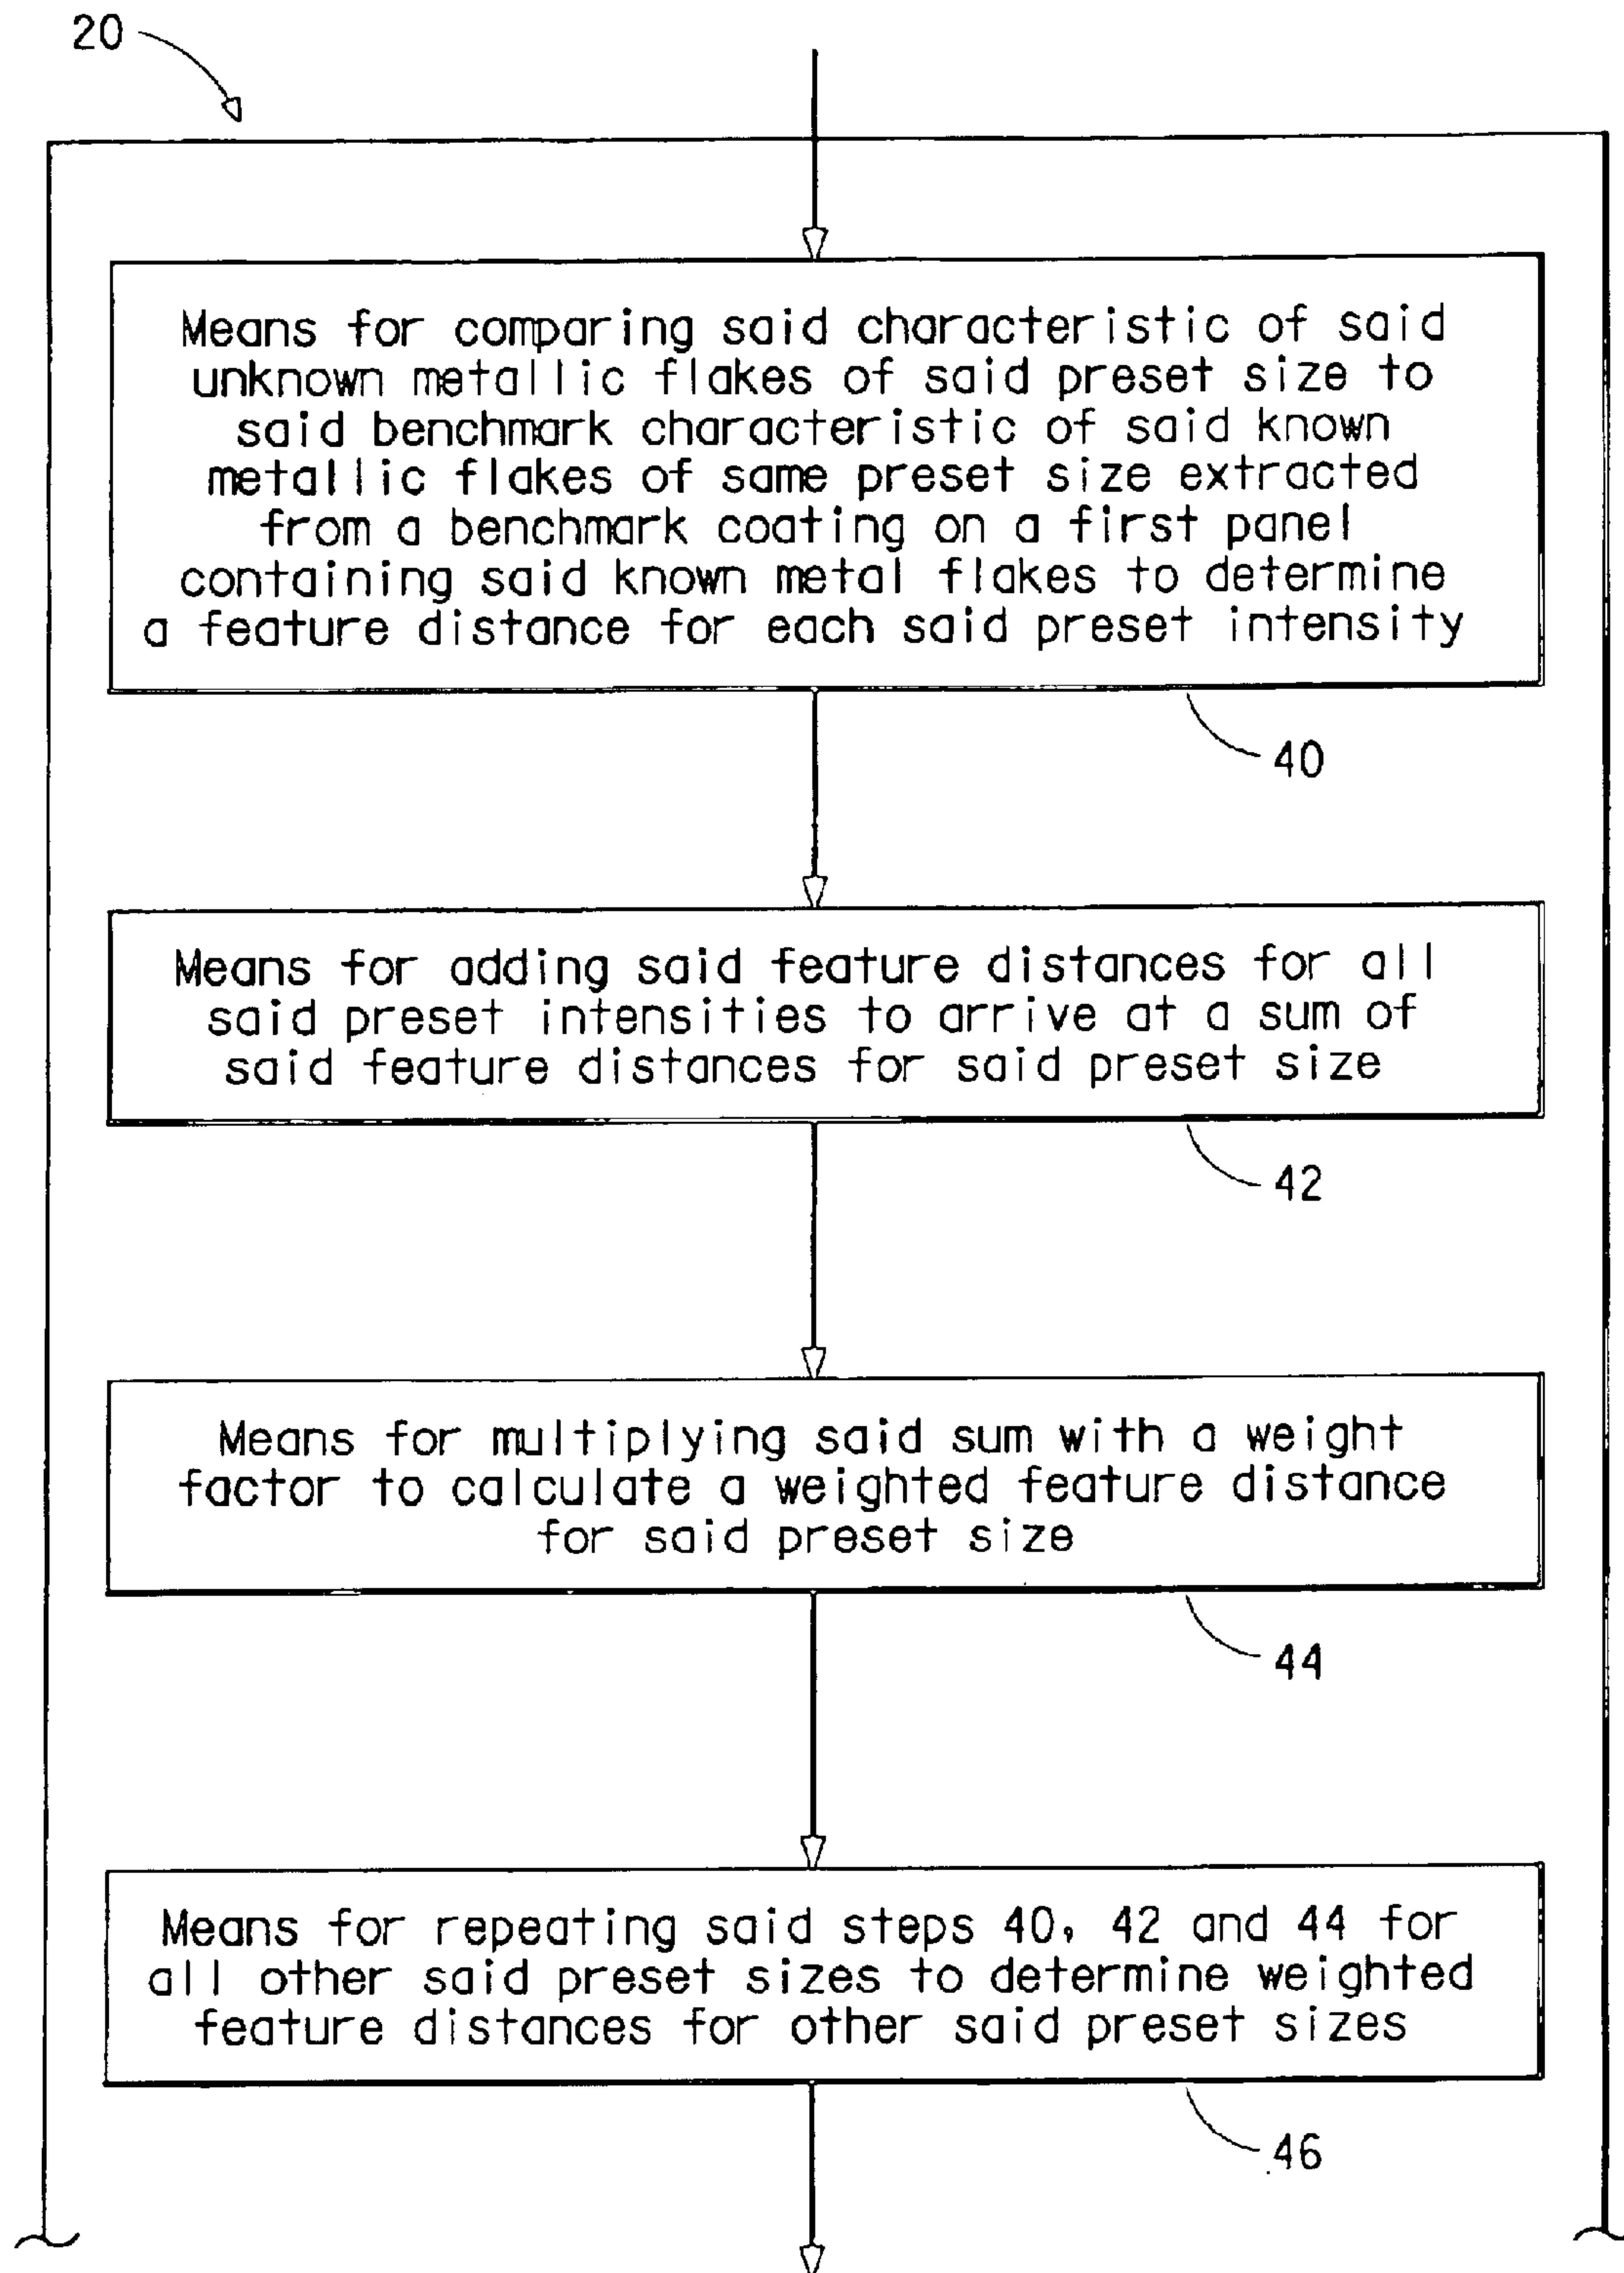 20
Means for comparing said characteristic of said
unknown metallic flakes of said preset size to
said benchmark characteristic of said known
metallic flakes of same preset size extracted
from a benchmark coating on a first panel
containing said known metal flakes to determine
a feature distance for each said preset intensity
40
Means for adding said feature distances for all
said preset intensities to arrive at a sum of
said feature distances for said preset size
42
Means for multiplying said sum with a weight
factor to calculate a weighted feature distance
for said preset size
44
Means for repeating said steps 40, 42 and 44 for
all other said preset sizes to determine weighted
feature distances for other said preset sizes
46